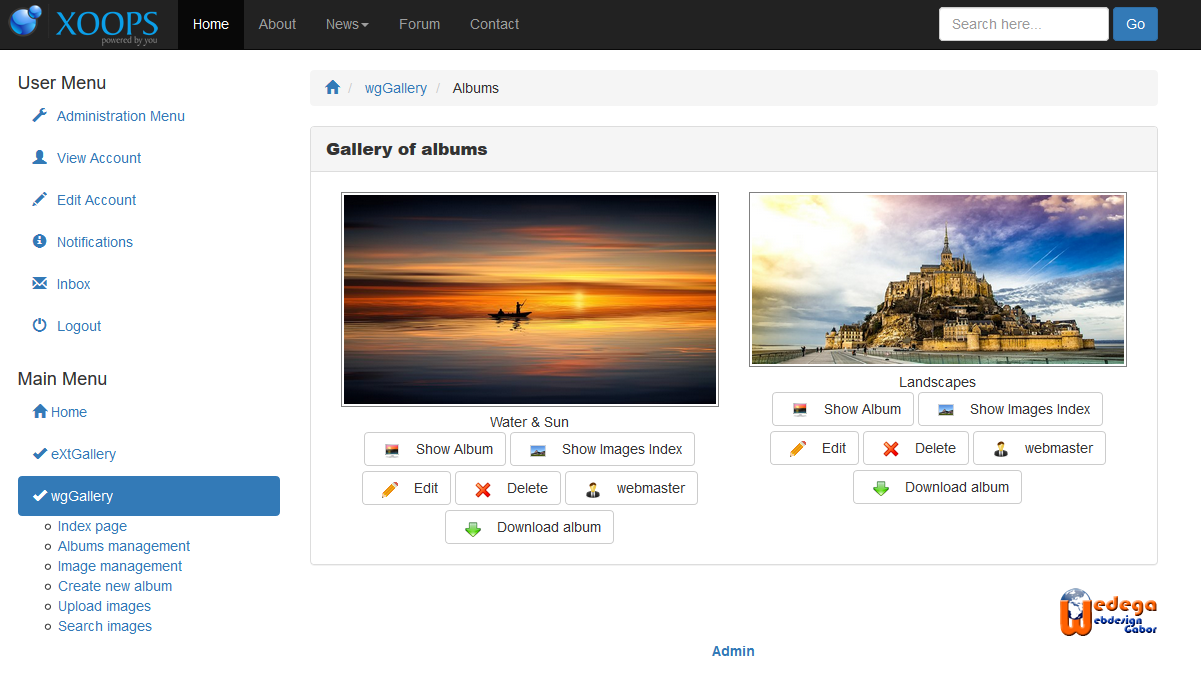 XOOPS
powered by you
Home
About
News
Forum
Contact
Search here...
Go
User Menu
Administration Menu
View Account
Edit Account
Notifications
Inbox
Logout
Main Menu
Home
eXtGallery
wgGallery
Index page
Albums management
Image management
Create new album
Upload images
Search images
/ wgGallery / Albums
Gallery of albums
Water & Sun
Show Album
Show Images Index
Edit
Delete
webmaster
Download album
Landscapes
Show Album
Show Images Index
Edit
Delete
webmaster
Download album
Wedega
Webdesign
Gabor
Admin